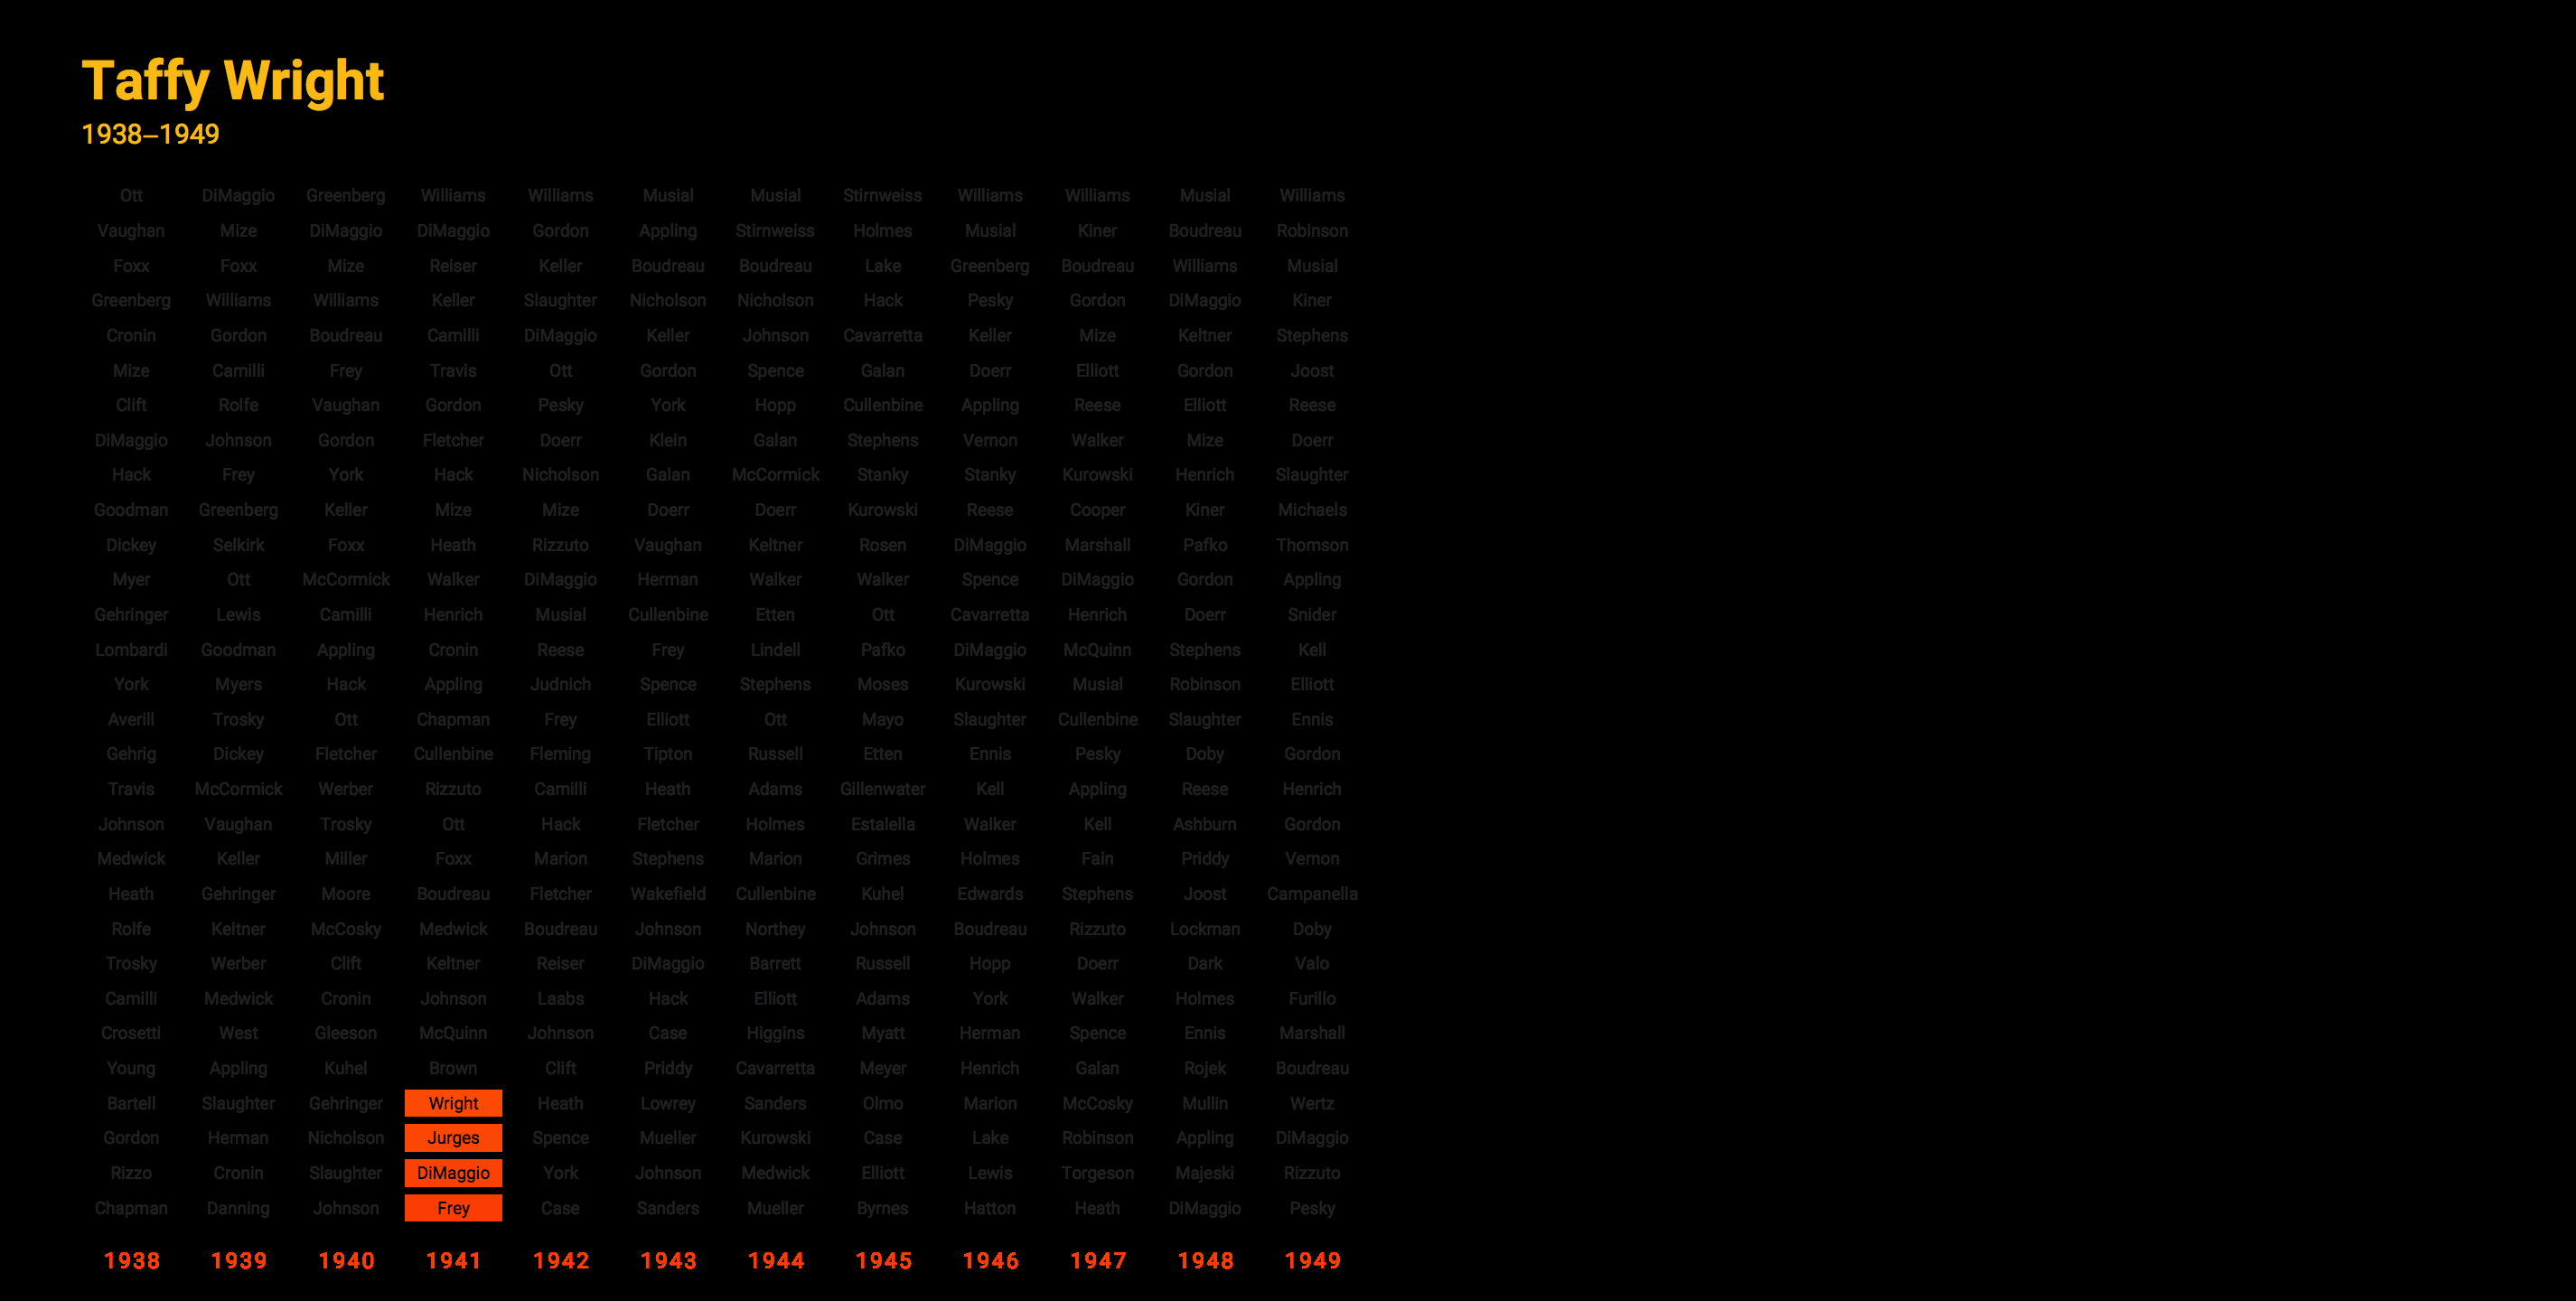 Taffy Wright
1938–1949
Ott DiMaggio Greenberg Williams Williams Musial Musial Stirnweiss Williams Williams Musial Williams
Vaughan Mize DiMaggio DiMaggio Gordon Appling Stirnweiss Holmes Musial Kiner Boudreau Robinson
Foxx Foxx Mize Reiser Keller Boudreau Boudreau Lake Greenberg Boudreau Williams Musial
Greenberg Williams Williams Keller Slaughter Nicholson Nicholson Hack Pesky Gordon DiMaggio Kiner
Cronin Gordon Boudreau Camilli DiMaggio Keller Johnson Cavarretta Keller Mize Keltner Stephens
Mize Camilli Frey Travis Ott Gordon Spence Galan Doerr Elliott Gordon Joost
Clift Rolfe Vaughan Gordon Pesky York Hopp Cullenbine Appling Reese Elliott Reese
DiMaggio Johnson Gordon Fletcher Doerr Klein Galan Stephens Vernon Walker Mize Doerr
Hack Frey York Hack Nicholson Galan McCormick Stanky Stanky Kurowski Henrich Slaughter
Goodman Greenberg Keller Mize Mize Doerr Doerr Kurowski Reese Cooper Kiner Michaels
Dickey Selkirk Foxx Heath Rizzuto Vaughan Keltner Rosen DiMaggio Marshall Pafko Thomson
Myer Ott McCormick Walker DiMaggio Herman Walker Walker Spence DiMaggio Gordon Appling
Gehringer Lewis Camilli Henrich Musial Cullenbine Etten Ott Cavarretta Henrich Doerr Snider
Lombardi Goodman Appling Cronin Reese Frey Lindell Pafko DiMaggio McQuinn Stephens Kell
York Myers Hack Appling Judnich Spence Stephens Moses Kurowski Musial Robinson Elliott
Averill Trosky Ott Chapman Frey Elliott Ott Mayo Slaughter Cullenbine Slaughter Ennis
Gehrig Dickey Fletcher Cullenbine Fleming Tipton Russell Etten Ennis Pesky Doby Gordon
Travis McCormick Werber Rizzuto Camilli Heath Adams Gillenwater Kell Appling Reese Henrich
Johnson Vaughan Trosky Ott Hack Fletcher Holmes Estalella Walker Kell Ashburn Gordon
Medwick Keller Miller Foxx Marion Stephens Marion Grimes Holmes Fain Priddy Vernon
Heath Gehringer Moore Boudreau Fletcher Wakefield Cullenbine Kuhel Edwards Stephens Joost Campanella
Rolfe Keltner McCosky Medwick Boudreau Johnson Northey Johnson Boudreau Rizzuto Lockman Doby
Trosky Werber Clift Keltner Reiser DiMaggio Barrett Russell Hopp Doerr Dark Valo
Camilli Medwick Cronin Johnson Laabs Hack Elliott Adams York Walker Holmes Furillo
Crosetti West Gleeson McQuinn Johnson Case Higgins Myatt Herman Spence Ennis Marshall
Young Appling Kuhel Brown Clift Priddy Cavarretta Meyer Henrich Galan Rojek Boudreau
Bartell Slaughter Gehringer Wright Heath Lowrey Sanders Olmo Marion McCosky Mullin Wertz
Gordon Herman Nicholson Jurges Spence Mueller Kurowski Case Lake Robinson Appling DiMaggio
Rizzo Cronin Slaughter DiMaggio York Johnson Medwick Elliott Lewis Torgeson Majeski Rizzuto
Chapman Danning Johnson Frey Case Sanders Mueller Byrnes Hatton Heath DiMaggio Pesky
1938 1939 1940 1941 1942 1943 1944 1945 1946 1947 1948 1949